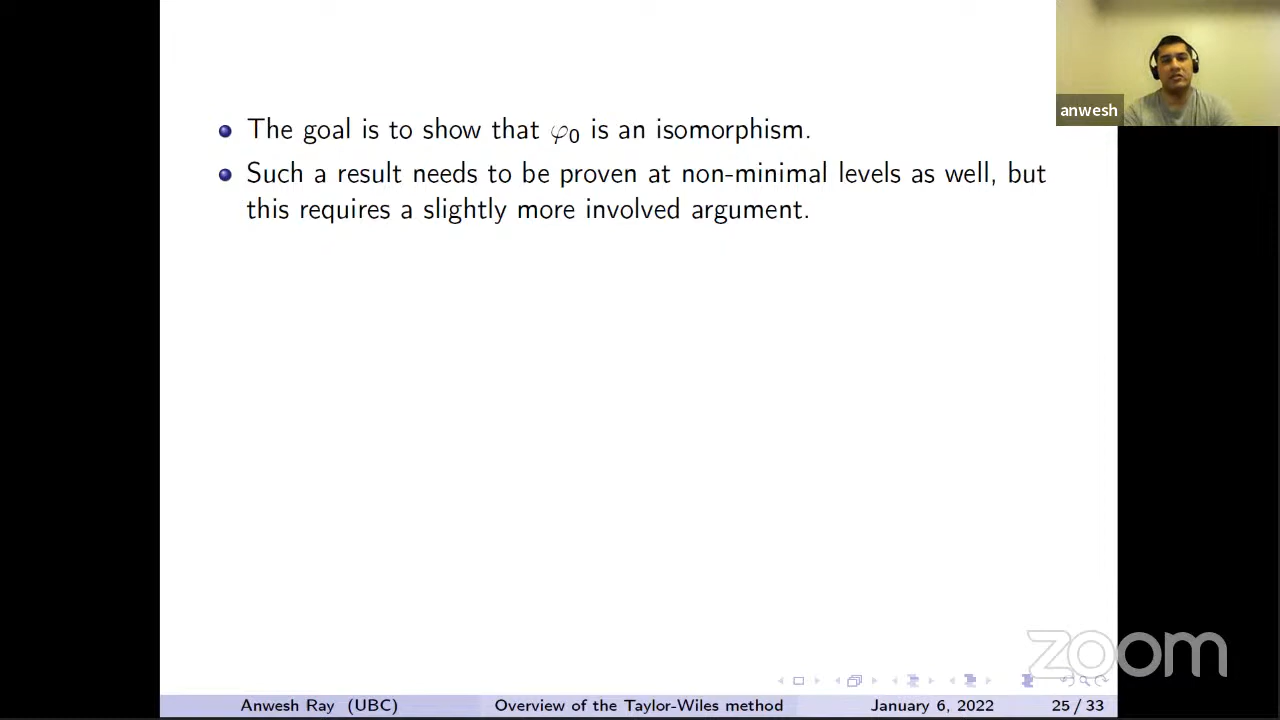 anwesh
The goal is to show that φ₀ is an isomorphism.
Such a result needs to be proven at non-minimal levels as well, but
this requires a slightly more involved argument.
zoom
Anwesh Ray (UBC) Overview of the Taylor-Wiles method January 6, 2022 25 / 33